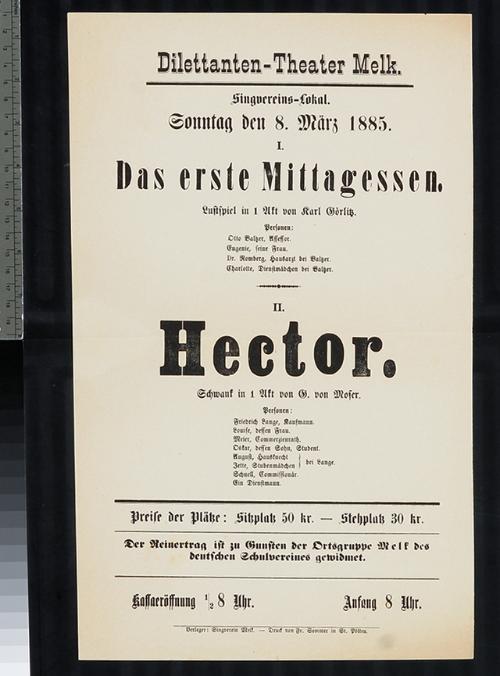 Dilettanten-Theater Melk.
Singvereins-Lokal.
Sonntag den 8. März 1885.
I.
Das erste Mittagessen.
Lustspiel in 1 Akt von Karl Görlitz.
Personen:
Otto Balzer, Assessor.
Eugenie, seine Frau.
Dr. Romberg, Hausarzt bei Balzer.
Charlotte, Dienstmädchen bei Balzer.
II.
Hector.
Schwank in 1 Akt von G. von Moser.
Personen:
Friedrich Lange, Kaufmann.
Louise, dessen Frau.
Meier, Commerzienrath.
Oskar, dessen Sohn, Student.
August, Hausknecht
Jette, Stubenmädchen } bei Lange.
Schnell, Commissionär.
Ein Dienstmann.
Preise der Plätze: Sitzplatz 50 kr. — Stehplatz 30 kr.
Der Reinertrag ist zu Gunsten der Ortsgruppe Melk des
deutschen Schulvereines gewidmet.
Kassaeröffnung 1/2 8 Uhr. Anfang 8 Uhr.
Verleger: Singverein Melk. — Druck von Fr. Sommer in St. Pölten.